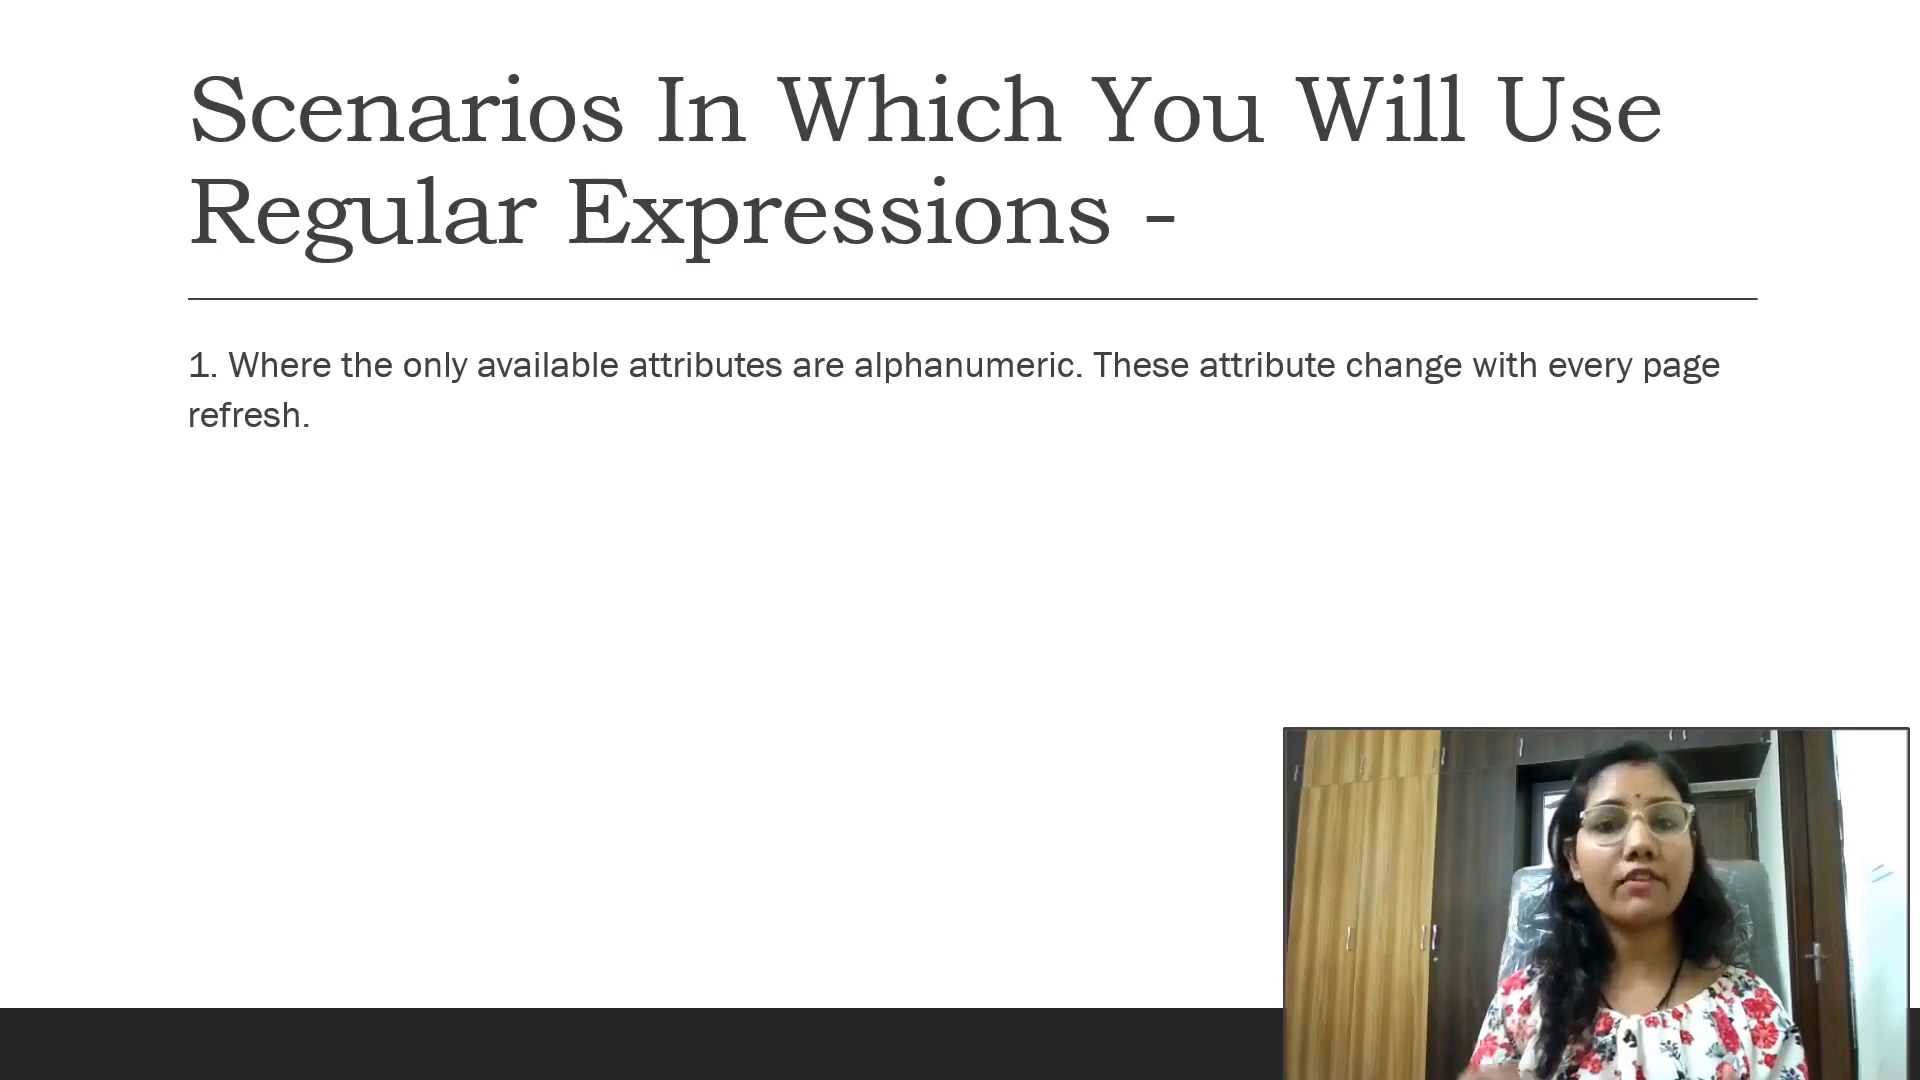 Scenarios In Which You Will Use
Regular Expressions -
1. Where the only available attributes are alphanumeric. These attribute change with every page
refresh.